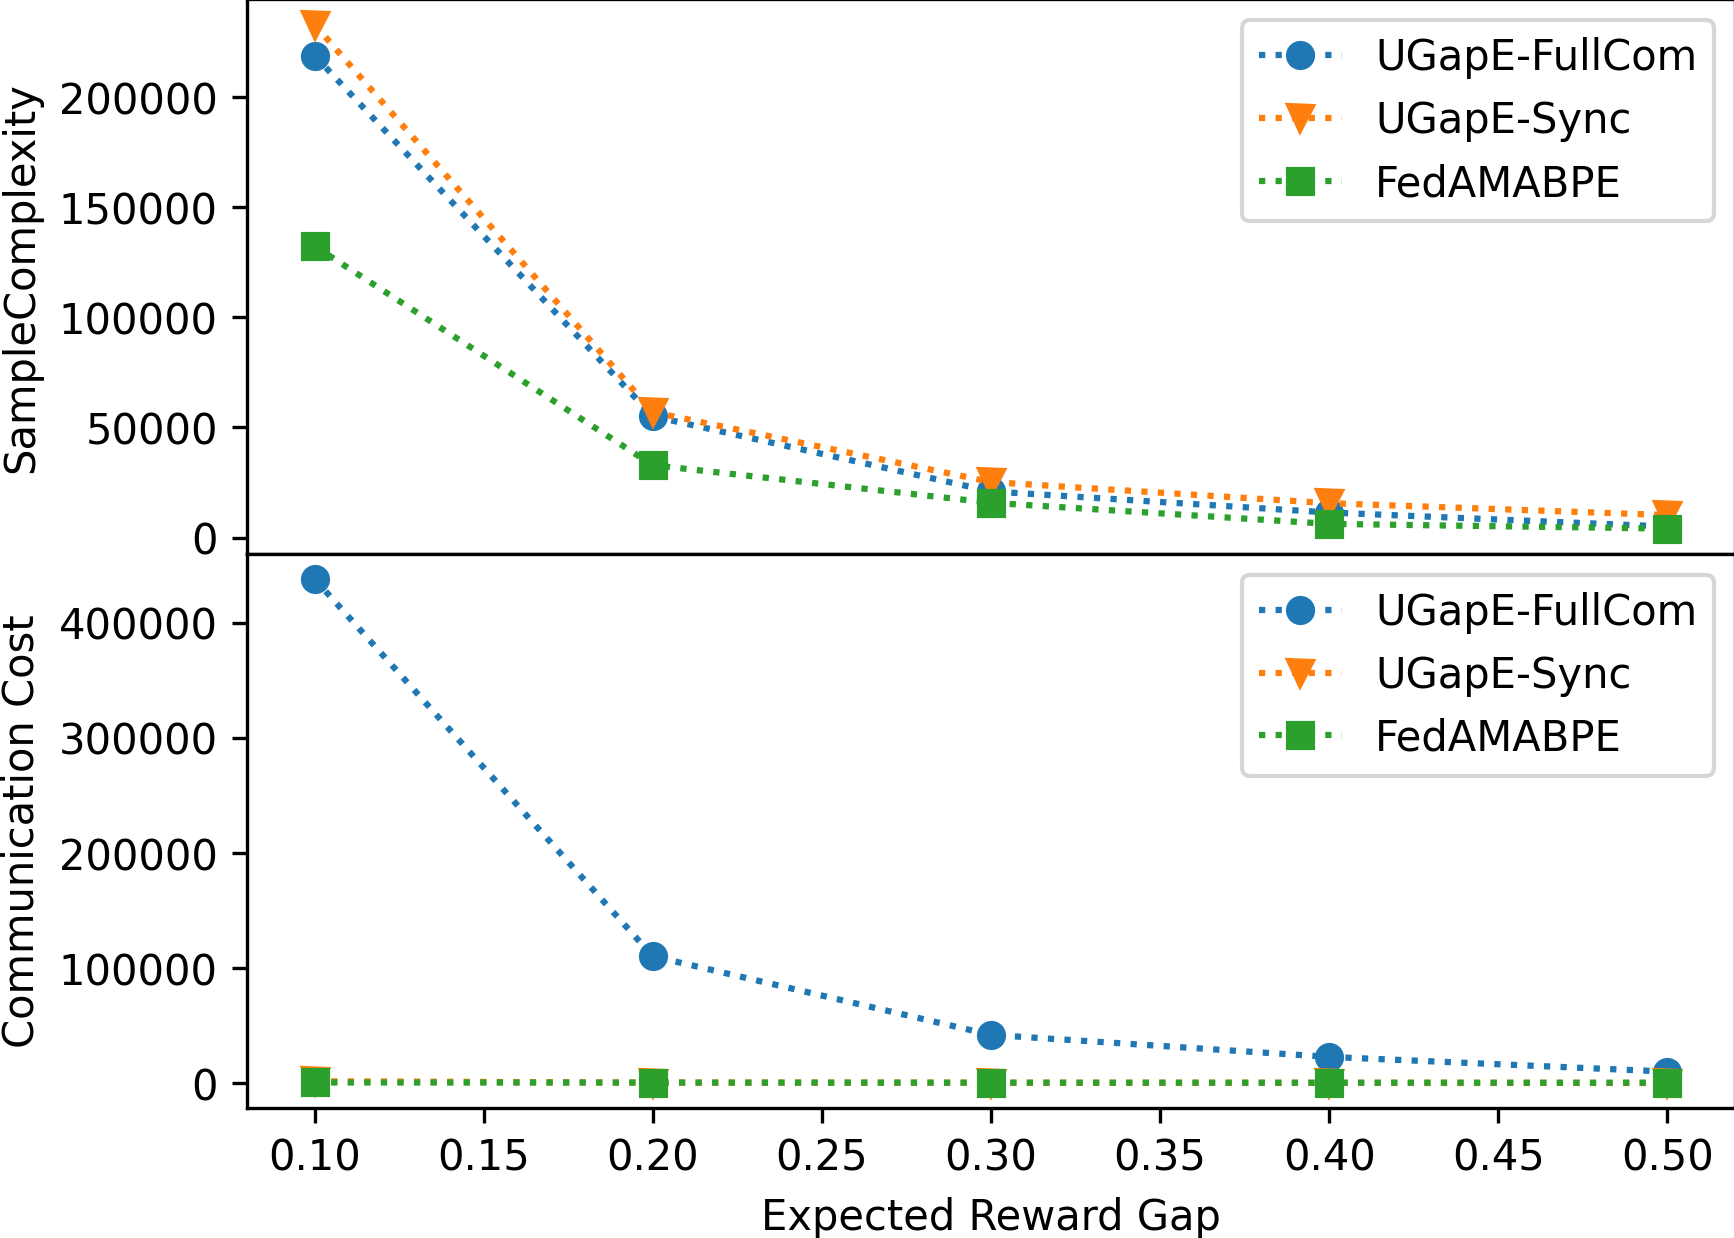 SampleComplexity
200000
150000
100000
50000
0
UGapE-FullCom
UGapE-Sync
FedAMABPE
Communication Cost
400000
300000
200000
100000
0
UGapE-FullCom
UGapE-Sync
FedAMABPE
0.10 0.15 0.20 0.25 0.30 0.35 0.40 0.45 0.50
Expected Reward Gap